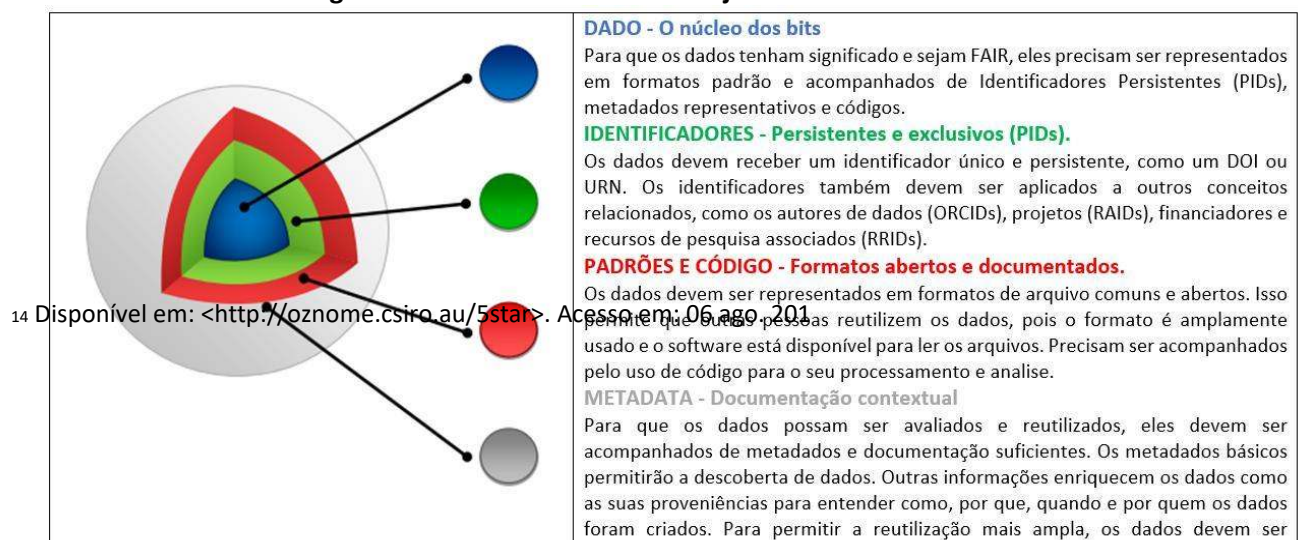 DADO - O núcleo dos bits
Para que os dados tenham significado e sejam FAIR, eles precisam ser representados
em formatos padrão e acompanhados de Identificadores Persistentes (PIDs),
metadados representativos e códigos.
IDENTIFICADORES - Persistentes e exclusivos (PIDs).
Os dados devem receber um identificador único e persistente, como um DOI ou
URN. Os identificadores também devem ser aplicados a outros conceitos
relacionados, como os autores de dados (ORCIDs), projetos (RAIDs), financiadores e
recursos de pesquisa associados (RRIDs).
PADRÕES E CÓDIGO - Formatos abertos e documentados.
Os dados devem ser representados em formatos de arquivo comuns e abertos. Isso
14 Disponível em: <http://oznome.csiro.au/5star>. Acesso em: 06 ago. 201
permite que outras pessoas reutilizem os dados, pois o formato é amplamente
usado e o software está disponível para ler os arquivos. Precisam ser acompanhados
pelo uso de código para o seu processamento e analise.
METADATA - Documentação contextual
Para que os dados possam ser avaliados e reutilizados, eles devem ser
acompanhados de metadados e documentação suficientes. Os metadados básicos
permitirão a descoberta de dados. Outras informações enriquecem os dados como
as suas proveniências para entender como, por que, quando e por quem os dados
foram criados. Para permitir a reutilização mais ampla, os dados devem ser